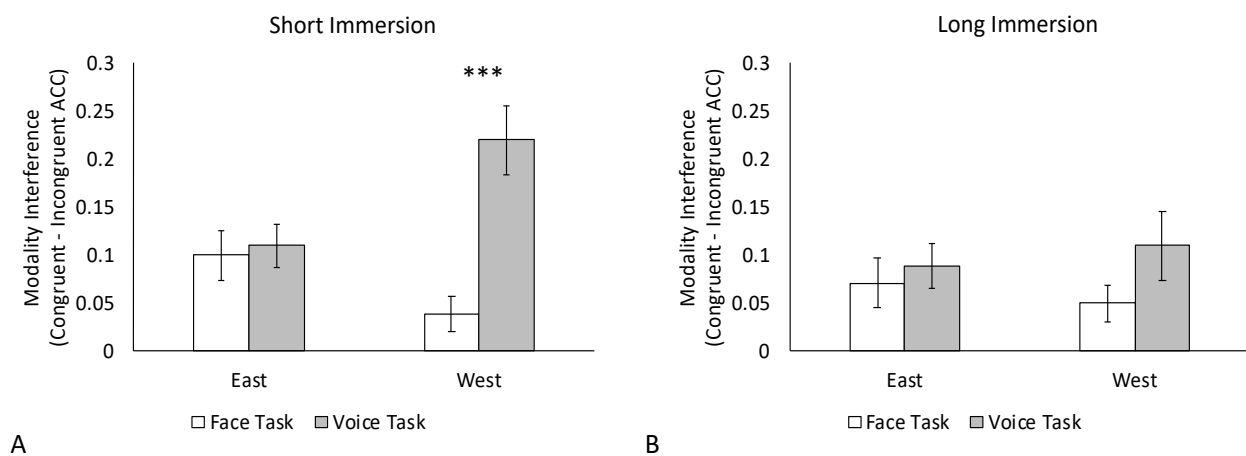 Short Immersion
Modality Interference
(Congruent - Incongruent ACC)
0.3
0.25
0.2
0.15
0.1
0.05
0
***
East
West
Face Task
Voice Task
A
Long Immersion
Modality Interference
(Congruent - Incongruent ACC)
0.3
0.25
0.2
0.15
0.1
0.05
0
East
West
Face Task
Voice Task
B